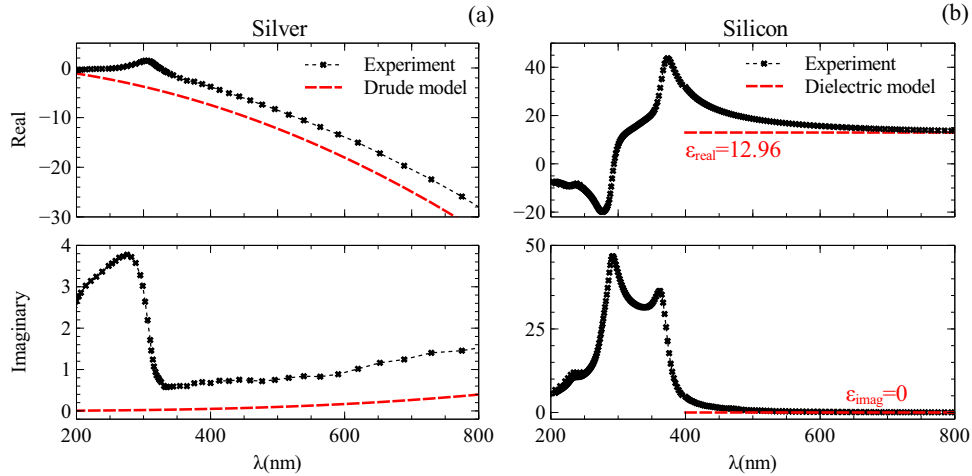 (a)
Silver
Experiment
Drude model
Real
0
−10
−20
−30
Imaginary
4
3
2
1
0
200
400
600
800
λ(nm)
(b)
Silicon
Experiment
Dielectric model
εreal=12.96
40
20
0
−20
50
25
0
εimag=0
200
400
600
800
λ(nm)